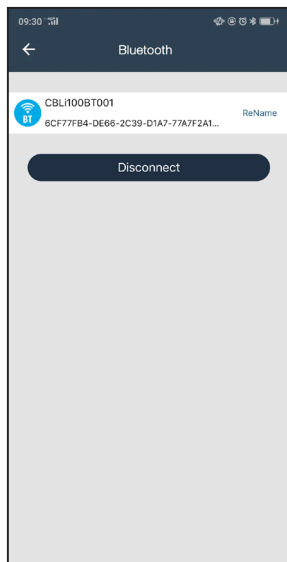 09:30
Bluetooth
BT
CBLi100BT001
6CF77FB4-DE66-2C39-D1A7-77A7F2A1...
ReName
Disconnect